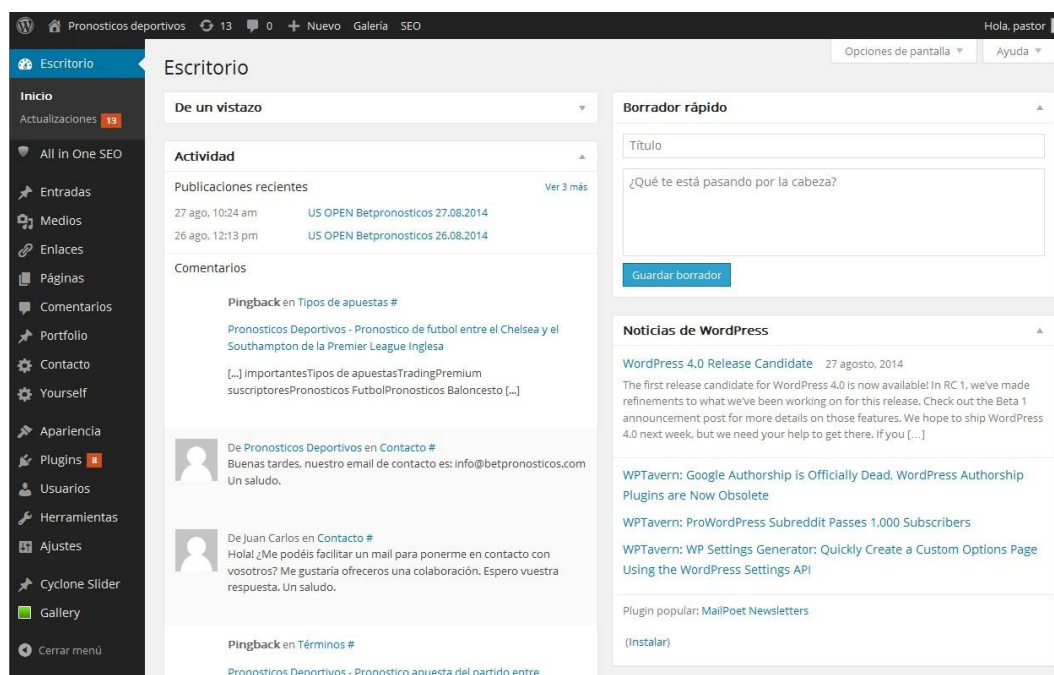 Pronosticos deportivos 13 0 + Nuevo Galería SEO
Hola, pastor
Escritorio
Inicio
Actualizaciones 13
All in One SEO
Entradas
Medios
Enlaces
Páginas
Comentarios
Portfolio
Contacto
Yourself
Apariencia
Plugins 8
Usuarios
Herramientas
Ajustes
Cyclone Slider
Gallery
Cerrar menú
Opciones de pantalla
Ayuda
Escritorio
De un vistazo
Actividad
Publicaciones recientes
Ver 3 más
27 ago, 10:24 am US OPEN Betpronosticos 27.08.2014
26 ago, 12:13 pm US OPEN Betpronosticos 26.08.2014
Comentarios
Pingback en Tipos de apuestas #
Pronosticos Deportivos - Pronostico de futbol entre el Chelsea y el
Southampton de la Premier League Inglesa
[...] importantesTipos de apuestasTradingPremium
suscriptoresPronosticos FutbolPronosticos Baloncesto [...]
De Pronosticos Deportivos en Contacto #
Buenas tardes, nuestro email de contacto es: info@betpronosticos.com
Un saludo.
De Juan Carlos en Contacto #
Hola! ¿Me podéis facilitar un mail para ponerme en contacto con
vosotros? Me gustaría ofreceros una colaboración. Espero vuestra
respuesta. Un saludo.
Pingback en Términos #
Pronosticos Deportivos - Pronostico apuesta del partido entre
Borrador rápido
Título
¿Qué te está pasando por la cabeza?
Guardar borrador
Noticias de WordPress
WordPress 4.0 Release Candidate 27 agosto, 2014
The first release candidate for WordPress 4.0 is now available! In RC 1, we've made
refinements to what we've been working on for this release. Check out the Beta 1
announcement post for more details on those features. We hope to ship WordPress
4.0 next week, but we need your help to get there. If you [...]
WPTavern: Google Authorship is Officially Dead, WordPress Authorship
Plugins are Now Obsolete
WPTavern: ProWordPress Subreddit Passes 1,000 Subscribers
WPTavern: WP Settings Generator: Quickly Create a Custom Options Page
Using the WordPress Settings API
Plugin popular: MailPoet Newsletters
(Instalar)